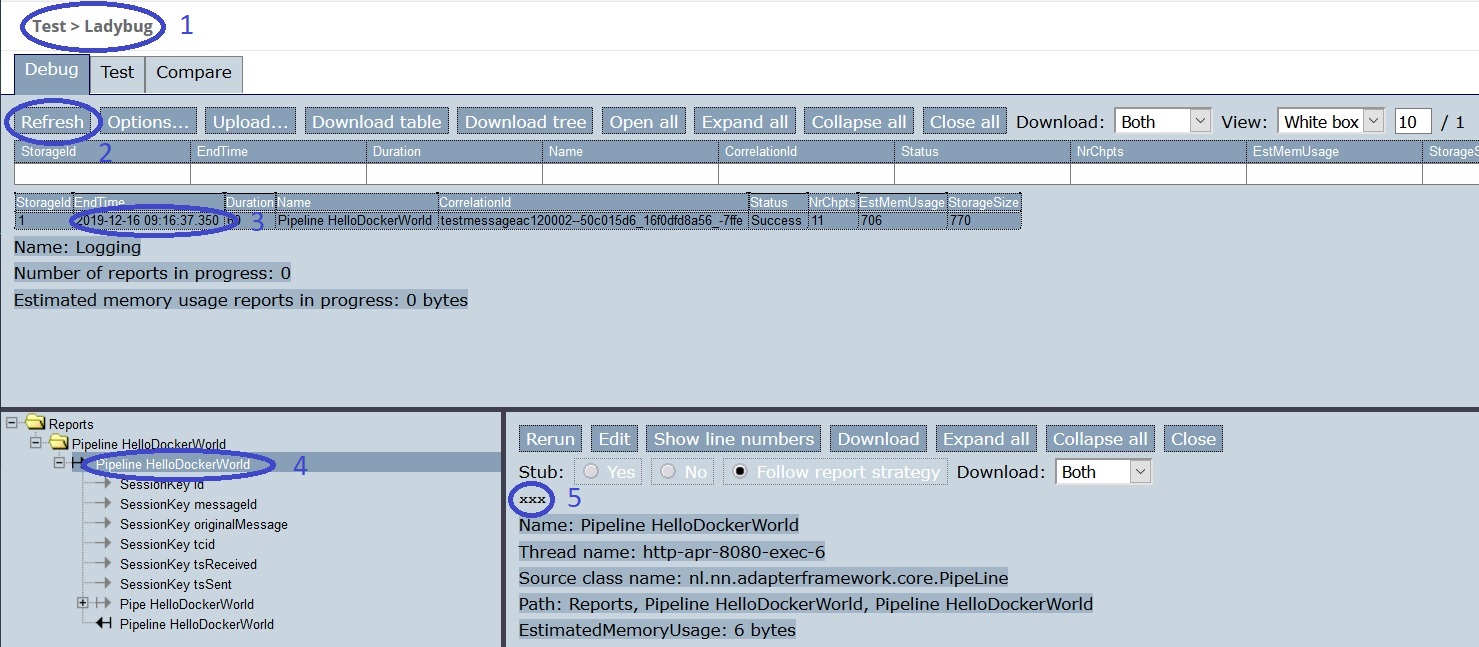 Test > Ladybug 1
Debug Test Compare
Refresh Options... Upload... Download table Download tree Open all Expand all Collapse all Close all Download: Both View: White box 10 / 1
2
StorageId EndTime Duration Name CorrelationId Status NrChpts EstMemUsage StorageS
StorageId EndTime Duration Name CorrelationId Status NrChpts EstMemUsage StorageSize
1 2019-12-16 09:16:37.350 3 Pipeline HelloDockerWorld testmessageac120002--50c015d6_16f0dfd8a56_-7ffe Success 11 706 770
Name: Logging
Number of reports in progress: 0
Estimated memory usage reports in progress: 0 bytes
Reports
Pipeline HelloDockerWorld
Pipeline HelloDockerWorld 4
SessionKey id
SessionKey messageId
SessionKey originalMessage
SessionKey tcid
SessionKey tsReceived
SessionKey tsSent
Pipe HelloDockerWorld
Pipeline HelloDockerWorld
Rerun Edit Show line numbers Download Expand all Collapse all Close
Stub: Yes No Follow report strategy Download: Both
xxx 5
Name: Pipeline HelloDockerWorld
Thread name: http-apr-8080-exec-6
Source class name: nl.nn.adapterframework.core.PipeLine
Path: Reports, Pipeline HelloDockerWorld, Pipeline HelloDockerWorld
EstimatedMemoryUsage: 6 bytes